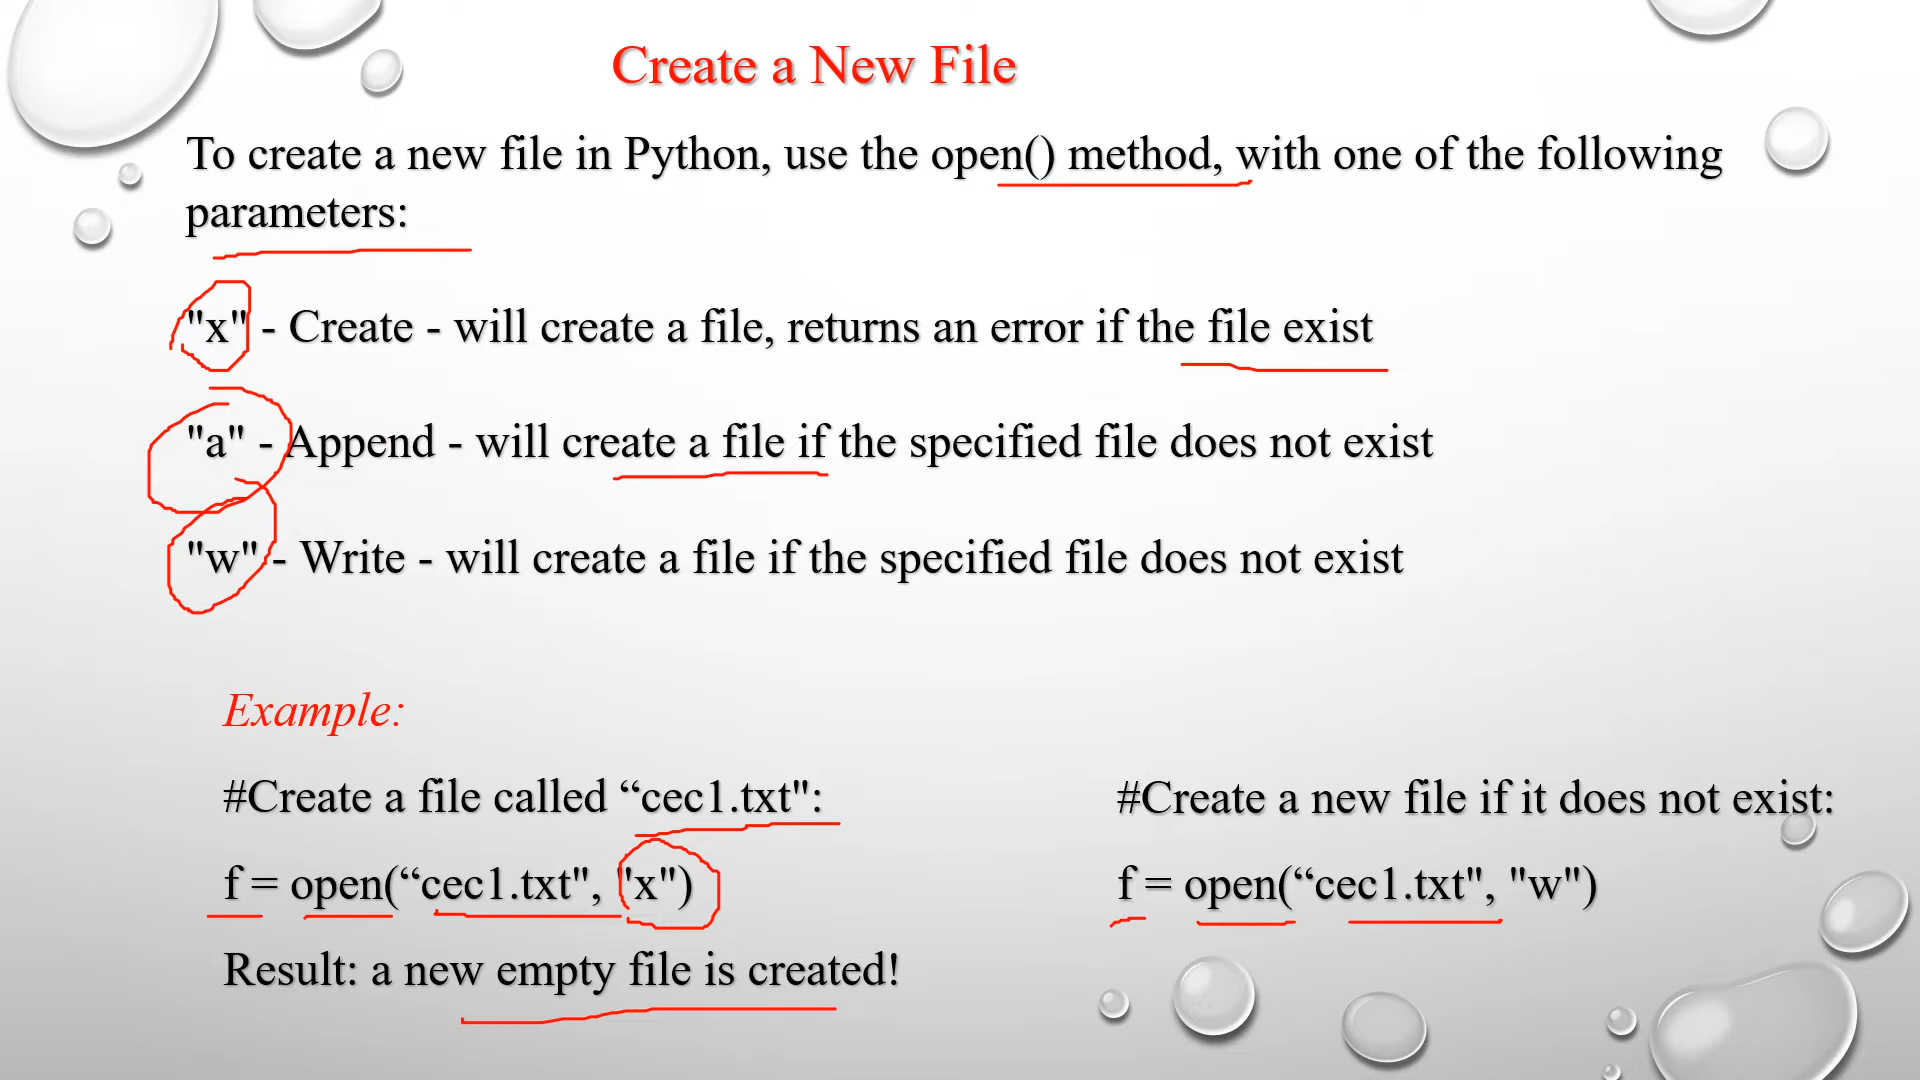 Create a New File
To create a new file in Python, use the open() method, with one of the following
parameters:
"x" - Create - will create a file, returns an error if the file exist
"a" - Append - will create a file if the specified file does not exist
"w" - Write - will create a file if the specified file does not exist
Example:
#Create a file called “cec1.txt":
f = open(“cec1.txt", "x")
Result: a new empty file is created!
#Create a new file if it does not exist:
f = open(“cec1.txt", "w")